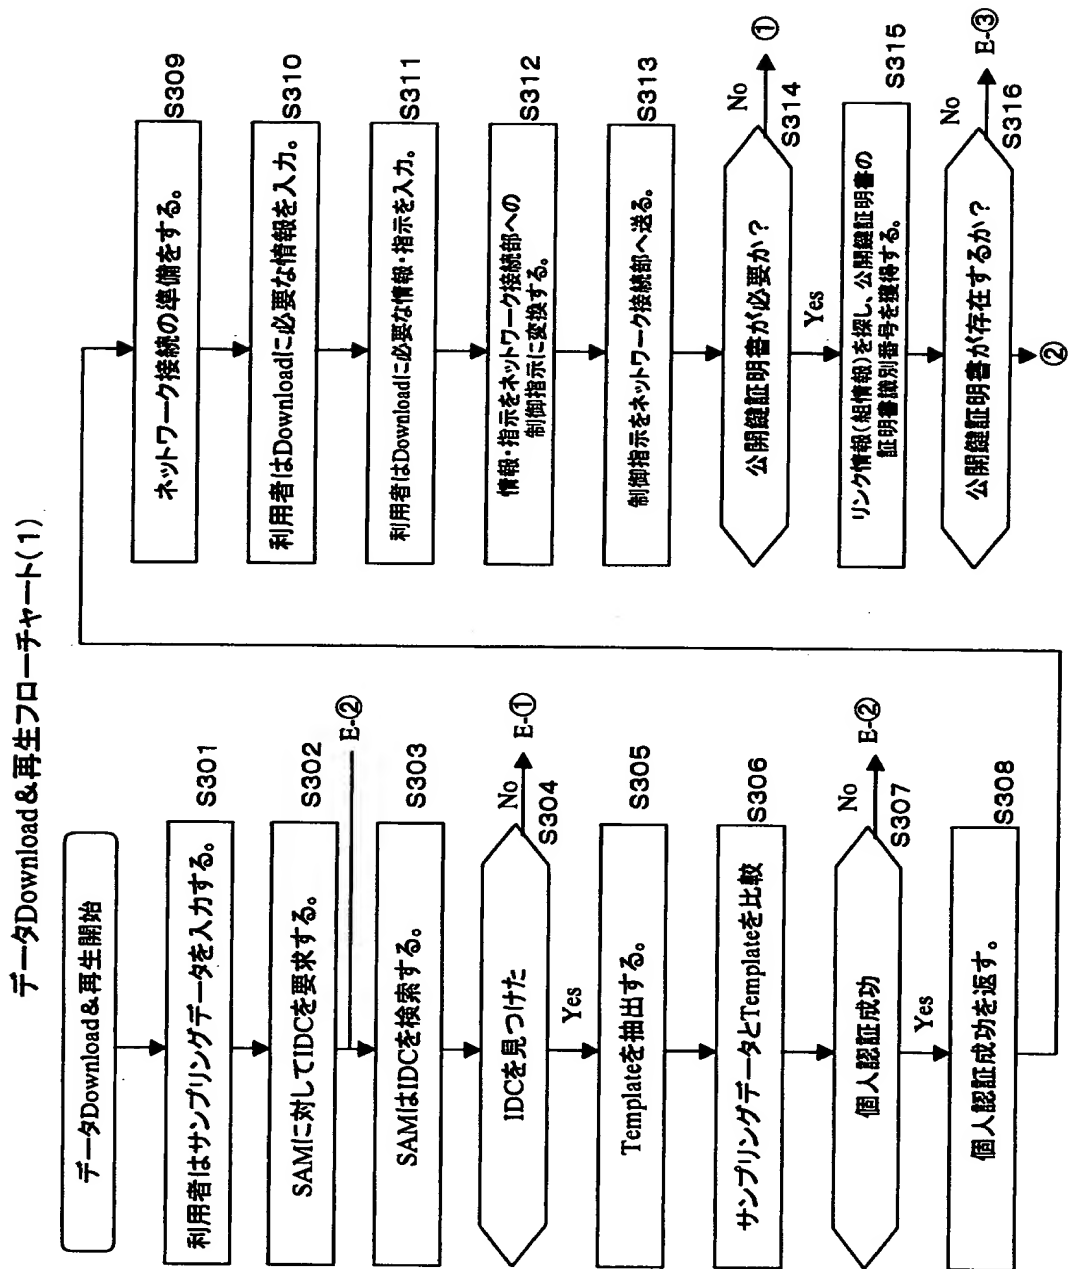 データDownload&再生フローチャート(1)
データDownload&再生開始
利用者はサンプリングデータを入力する。
S301
SAMに対してIDCを要求する。
S302
E-②
SAMはIDCを検索する。
S303
IDCを見つけた
No
E-①
S304
Yes
Templateを抽出する。
S305
サンプリングデータとTemplateを比較
S306
個人認証成功
No
E-②
S307
Yes
個人認証成功を返す。
S308
ネットワーク接続の準備をする。
S309
利用者はDownloadに必要な情報を入力。
S310
利用者はDownloadに必要な情報・指示を入力。
S311
情報・指示をネットワーク接続部への
制御指示に変換する。
S312
制御指示をネットワーク接続部へ送る。
S313
公開鍵証明書が必要か?
No
①
S314
Yes
リンク情報(組情報)を探し、公開鍵証明書の
証明書識別番号を獲得する。
S315
公開鍵証明書が存在するか?
No
E-③
S316
②